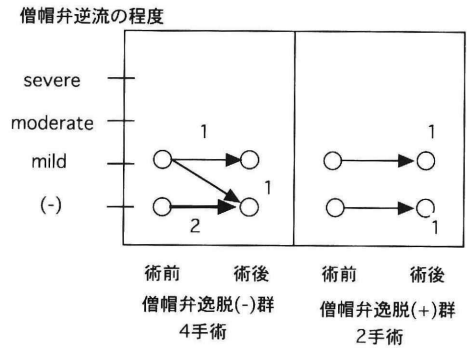 僧帽弁逆流の程度
severe
moderate
mild
(-)
1
1
2
1
1
術前 術後 術前 術後
僧帽弁逸脱(-)群 僧帽弁逸脱(+)群
4手術 2手術